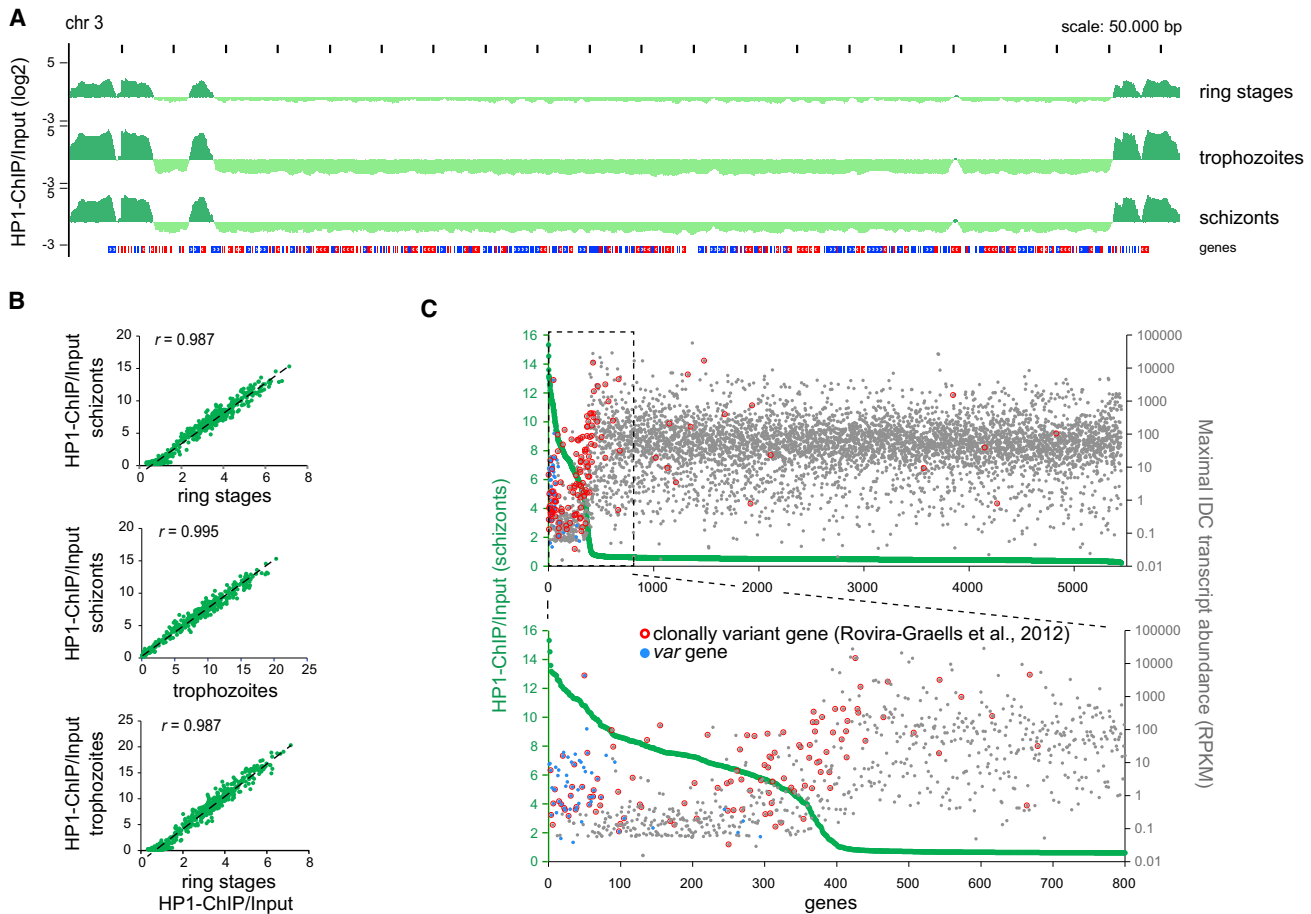 A
chr 3
scale: 50.000 bp
HP1-ChIP/Input (log2)
5
-3
5
-3
5
-3
ring stages
trophozoites
schizonts
genes
B
HP1-ChIP/Input
schizonts
20
15
10
5
0
r = 0.987
0 2 4 6 8
ring stages
HP1-ChIP/Input
schizonts
20
15
10
5
0
r = 0.995
0 5 10 15 20 25
trophozoites
HP1-ChIP/Input
trophozoites
25
20
15
10
5
0
r = 0.987
0 2 4 6 8
ring stages
HP1-ChIP/Input
C
HP1-ChIP/Input (schizonts)
16
14
12
10
8
6
4
2
0
100000
10000
1000
100
10
1
0.1
0.01
0 1000 2000 3000 4000 5000
Maximal IDC transcript abundance (RPKM)
clonally variant gene (Rovira-Graells et al., 2012)
var gene
16
14
12
10
8
6
4
2
0
100000
10000
1000
100
10
1
0.1
0.01
0 100 200 300 400 500 600 700 800
genes